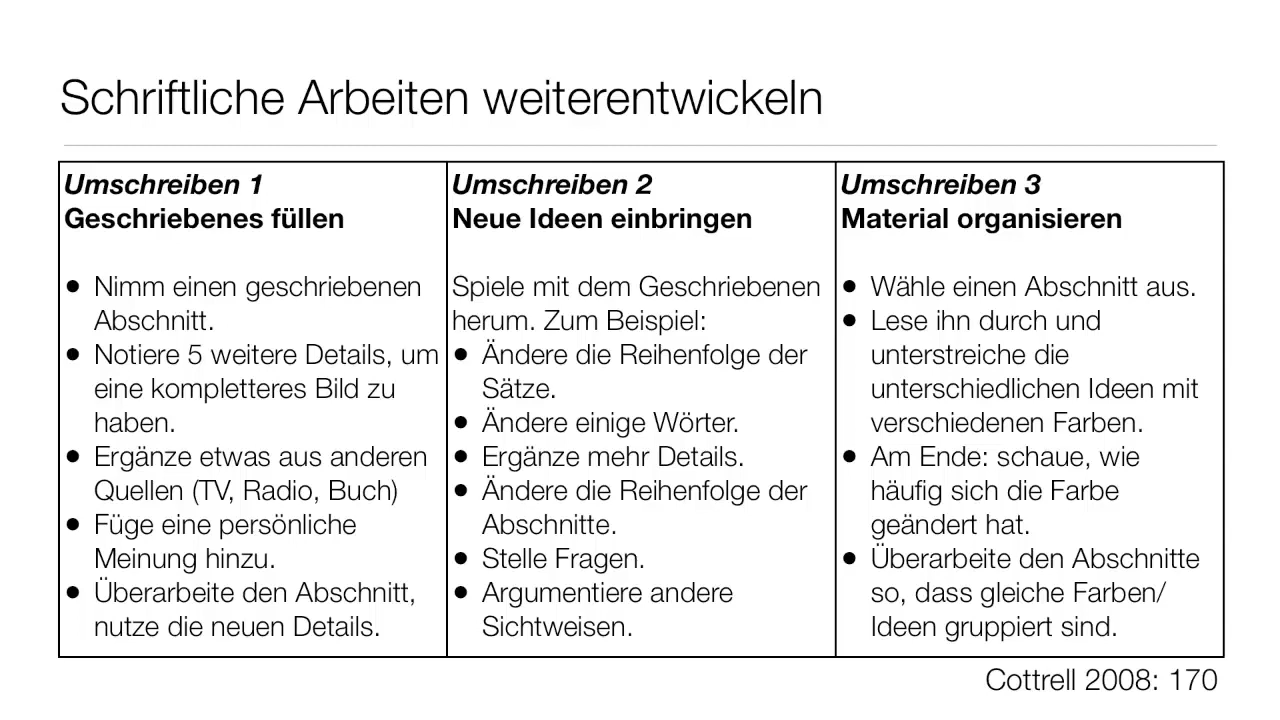 Schriftliche Arbeiten weiterentwickeln
Umschreiben 1
Geschriebenes füllen
● Nimm einen geschriebenen
Abschnitt.
● Notiere 5 weitere Details, um
eine kompletteres Bild zu
haben.
● Ergänze etwas aus anderen
Quellen (TV, Radio, Buch)
● Füge eine persönliche
Meinung hinzu.
● Überarbeite den Abschnitt,
nutze die neuen Details.
Umschreiben 2
Neue Ideen einbringen
Spiele mit dem Geschriebenen
herum. Zum Beispiel:
● Ändere die Reihenfolge der
Sätze.
● Ändere einige Wörter.
● Ergänze mehr Details.
● Ändere die Reihenfolge der
Abschnitte.
● Stelle Fragen.
● Argumentiere andere
Sichtweisen.
Umschreiben 3
Material organisieren
● Wähle einen Abschnitt aus.
● Lese ihn durch und
unterstreiche die
unterschiedlichen Ideen mit
verschiedenen Farben.
● Am Ende: schaue, wie
häufig sich die Farbe
geändert hat.
● Überarbeite den Abschnitte
so, dass gleiche Farben/
Ideen gruppiert sind.
Cottrell 2008: 170